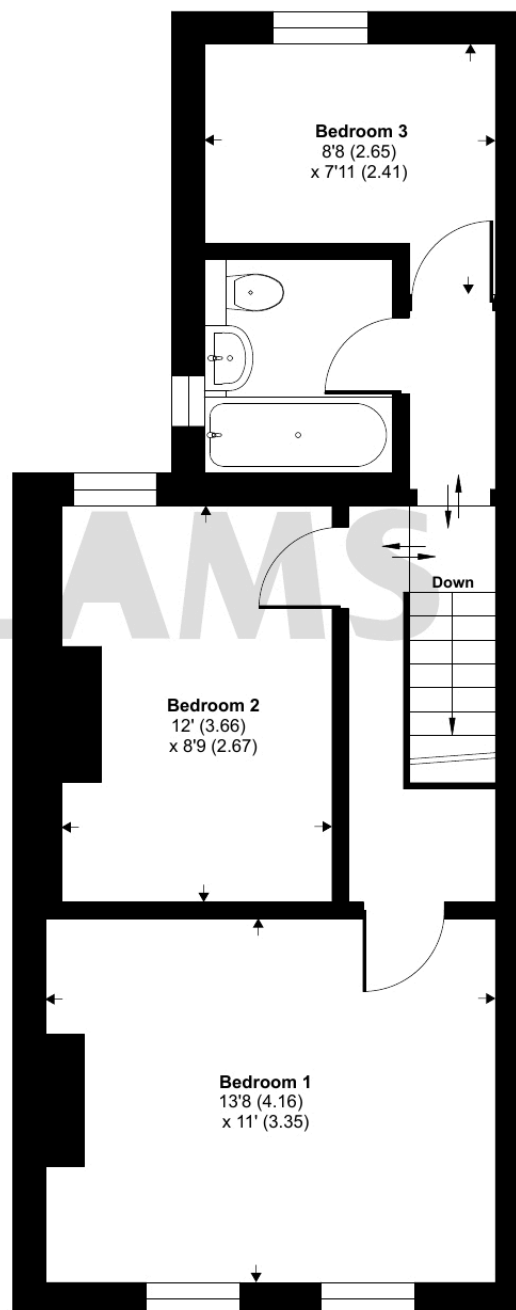 Bedroom 3
8'8 (2.65)
x 7'11 (2.41)
Down
AMS
Bedroom 2
12' (3.66)
x 8'9 (2.67)
Bedroom 1
13'8 (4.16)
x 11' (3.35)